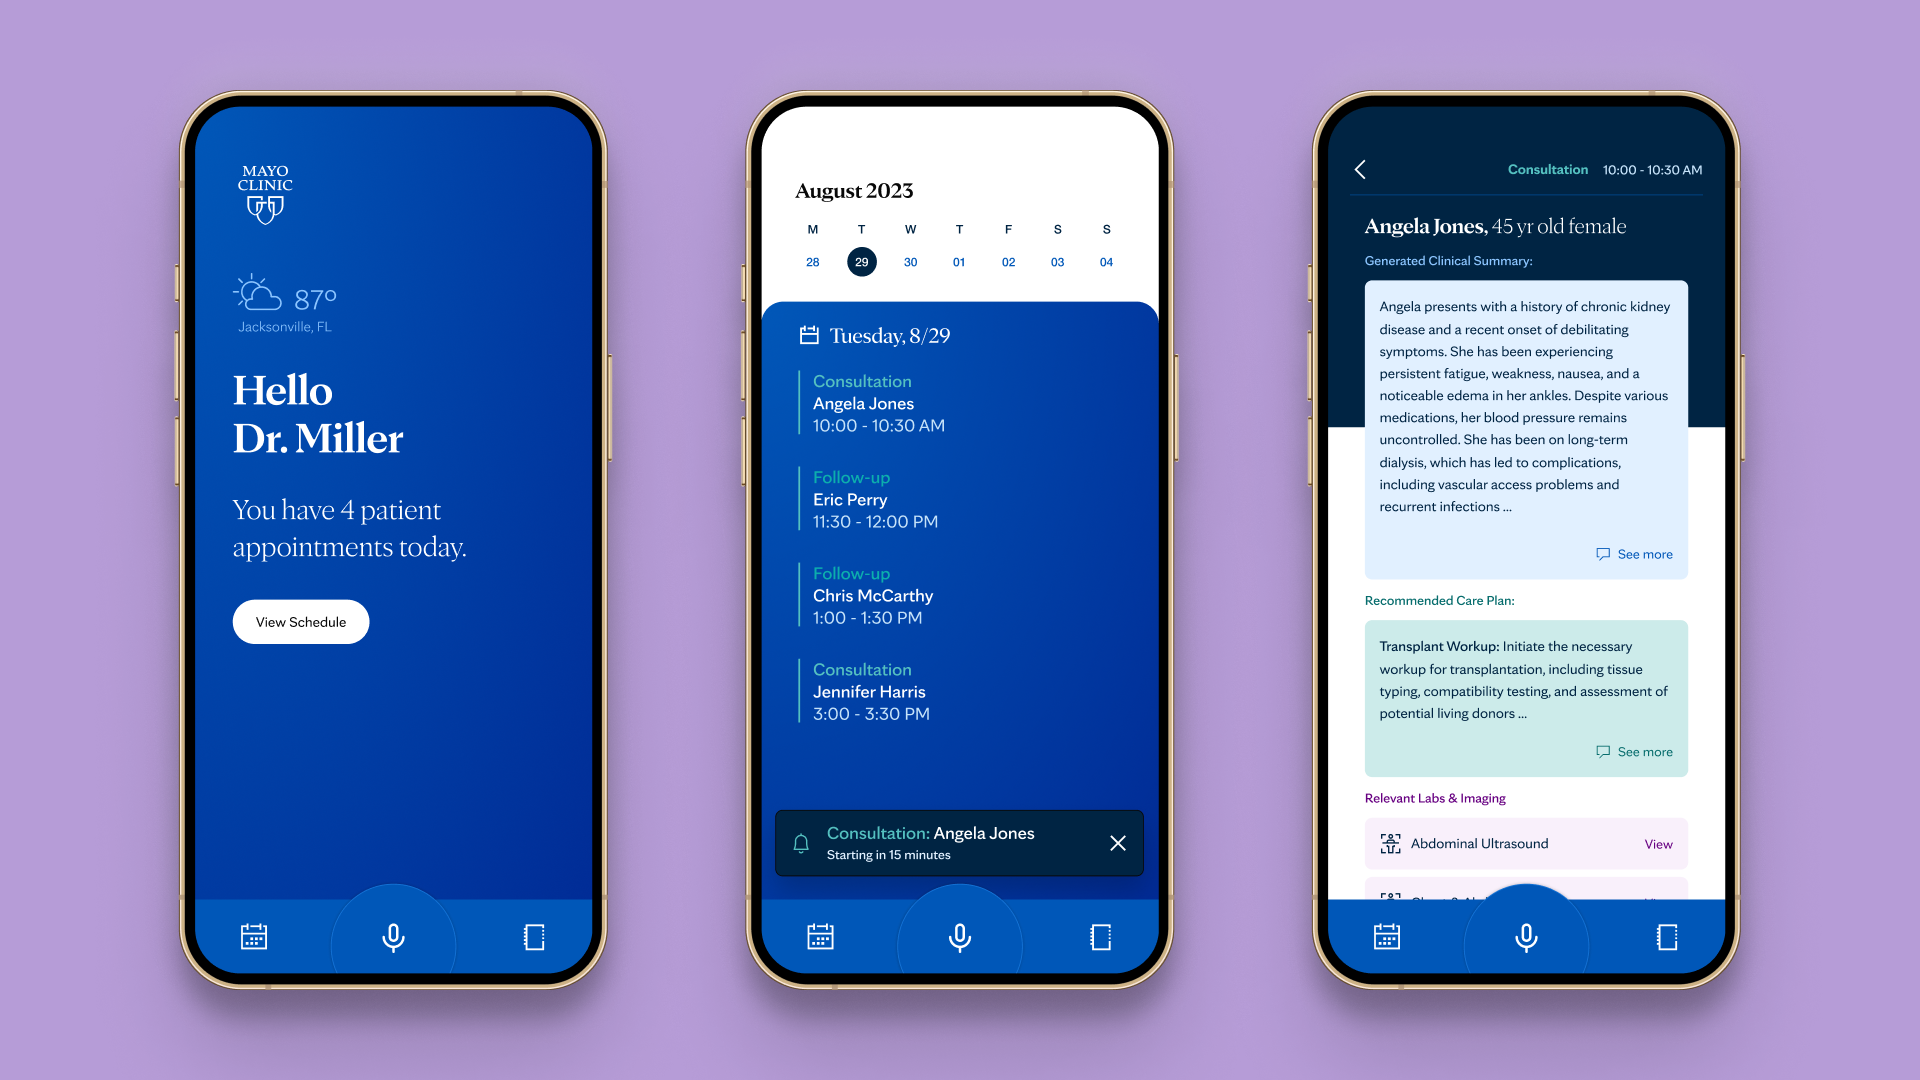 MAYO
CLINIC
87°
Jacksonville, FL
Hello
Dr. Miller
You have 4 patient
appointments today.
View Schedule
August 2023
M T W T F S S
28 29 30 01 02 03 04
Tuesday, 8/29
Consultation
Angela Jones
10:00 - 10:30 AM
Follow-up
Eric Perry
11:30 - 12:00 PM
Follow-up
Chris McCarthy
1:00 - 1:30 PM
Consultation
Jennifer Harris
3:00 - 3:30 PM
Consultation: Angela Jones
Starting in 15 minutes
Consultation 10:00 - 10:30 AM
Angela Jones, 45 yr old female
Generated Clinical Summary:
Angela presents with a history of chronic kidney
disease and a recent onset of debilitating
symptoms. She has been experiencing
persistent fatigue, weakness, nausea, and a
noticeable edema in her ankles. Despite various
medications, her blood pressure remains
uncontrolled. She has been on long-term
dialysis, which has led to complications,
including vascular access problems and
recurrent infections ...
See more
Recommended Care Plan:
Transplant Workup: Initiate the necessary
workup for transplantation, including tissue
typing, compatibility testing, and assessment of
potential living donors ...
See more
Relevant Labs & Imaging
Abdominal Ultrasound View